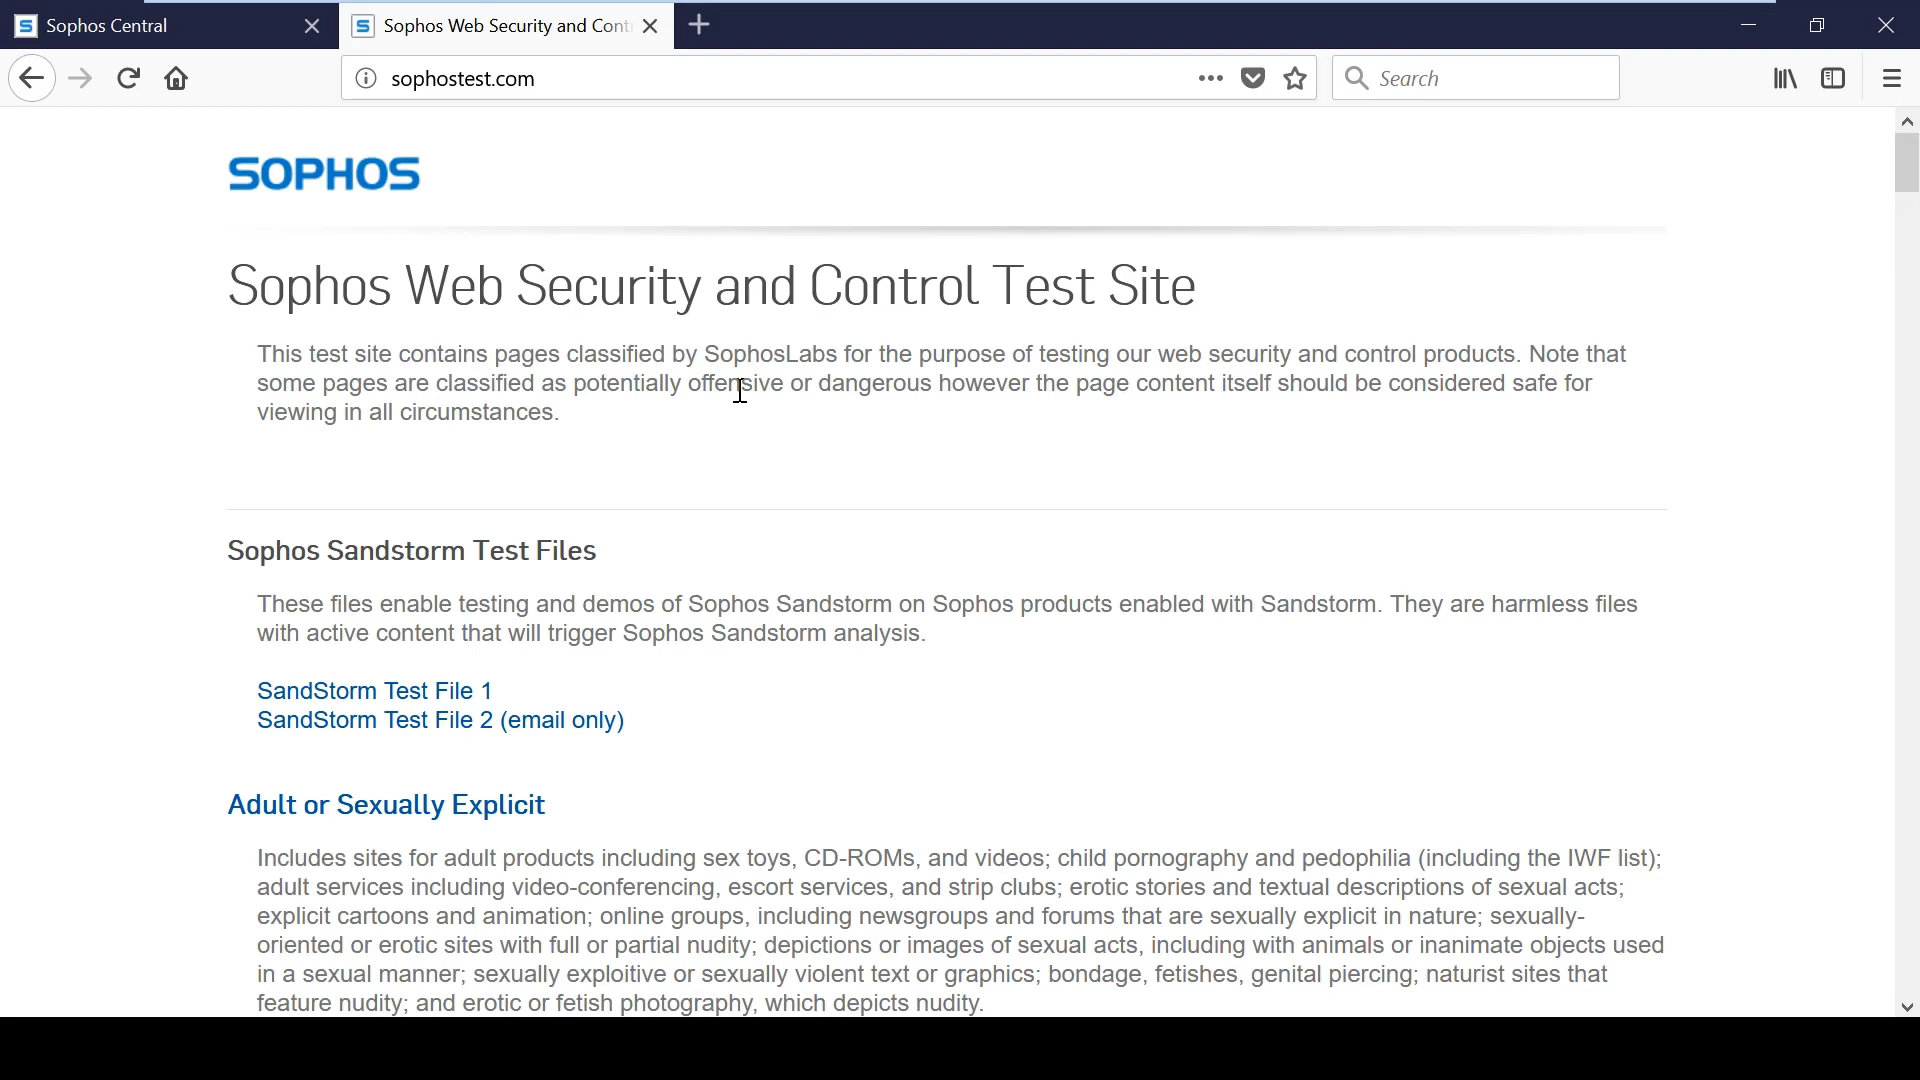 Sophos Central
Sophos Web Security and Cont
sophostest.com
Search
SOPHOS
Sophos Web Security and Control Test Site
This test site contains pages classified by SophosLabs for the purpose of testing our web security and control products. Note that
some pages are classified as potentially offensive or dangerous however the page content itself should be considered safe for
viewing in all circumstances.
Sophos Sandstorm Test Files
These files enable testing and demos of Sophos Sandstorm on Sophos products enabled with Sandstorm. They are harmless files
with active content that will trigger Sophos Sandstorm analysis.
SandStorm Test File 1
SandStorm Test File 2 (email only)
Adult or Sexually Explicit
Includes sites for adult products including sex toys, CD-ROMs, and videos; child pornography and pedophilia (including the IWF list);
adult services including video-conferencing, escort services, and strip clubs; erotic stories and textual descriptions of sexual acts;
explicit cartoons and animation; online groups, including newsgroups and forums that are sexually explicit in nature; sexually-
oriented or erotic sites with full or partial nudity; depictions or images of sexual acts, including with animals or inanimate objects used
in a sexual manner; sexually exploitive or sexually violent text or graphics; bondage, fetishes, genital piercing; naturist sites that
feature nudity; and erotic or fetish photography, which depicts nudity.